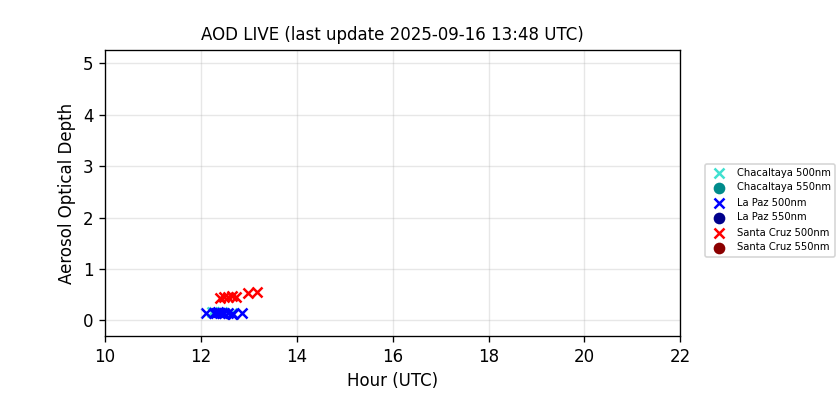 AOD LIVE (last update 2025-09-16 13:48 UTC)
5
4
3
2
1
0
Aerosol Optical Depth
10 12 14 16 18 20 22
Hour (UTC)
Chacaltaya 500nm
Chacaltaya 550nm
La Paz 500nm
La Paz 550nm
Santa Cruz 500nm
Santa Cruz 550nm